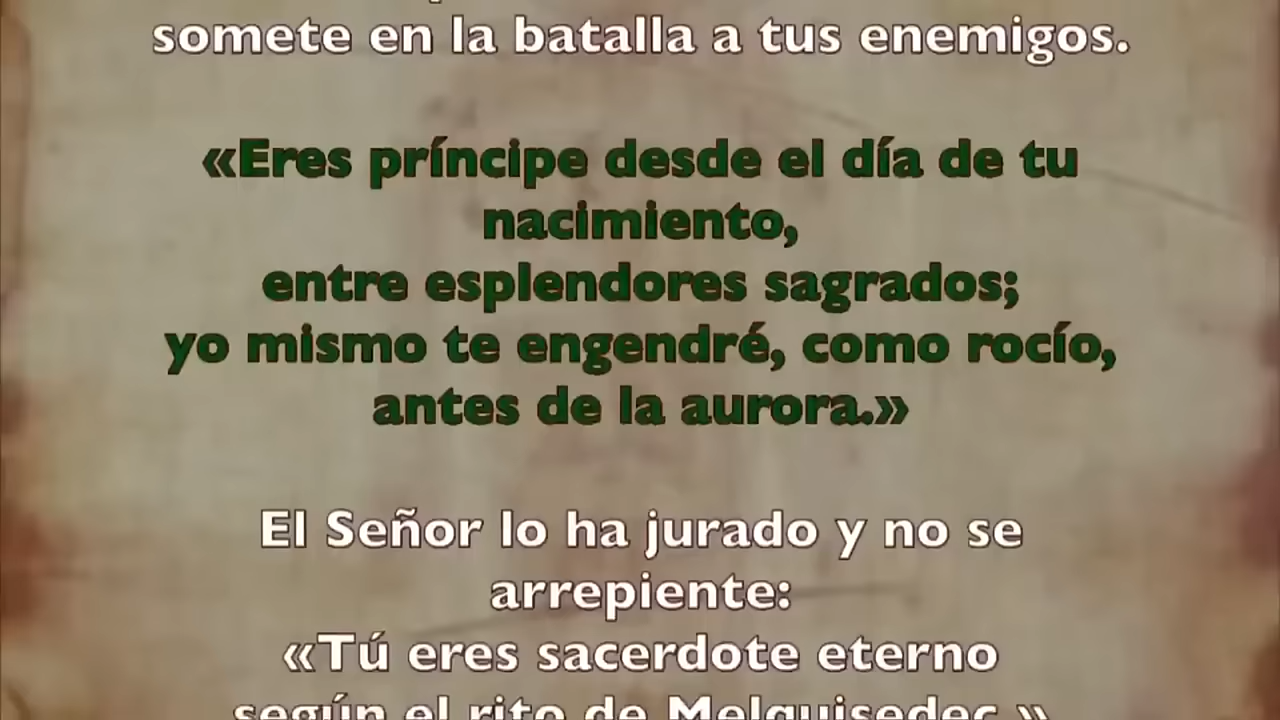 somete en la batalla a tus enemigos.
«Eres príncipe desde el día de tu
nacimiento,
entre esplendores sagrados;
yo mismo te engendré, como rocío,
antes de la aurora.»
El Señor lo ha jurado y no se
arrepiente:
«Tú eres sacerdote eterno
según el rito de Melquisedec.»